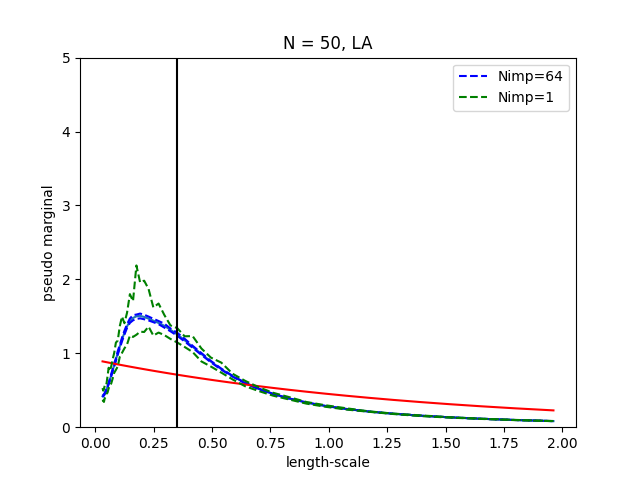 N = 50, LA
Nimp=64
Nimp=1
pseudo marginal
5
4
3
2
1
0
0.00 0.25 0.50 0.75 1.00 1.25 1.50 1.75 2.00
length-scale